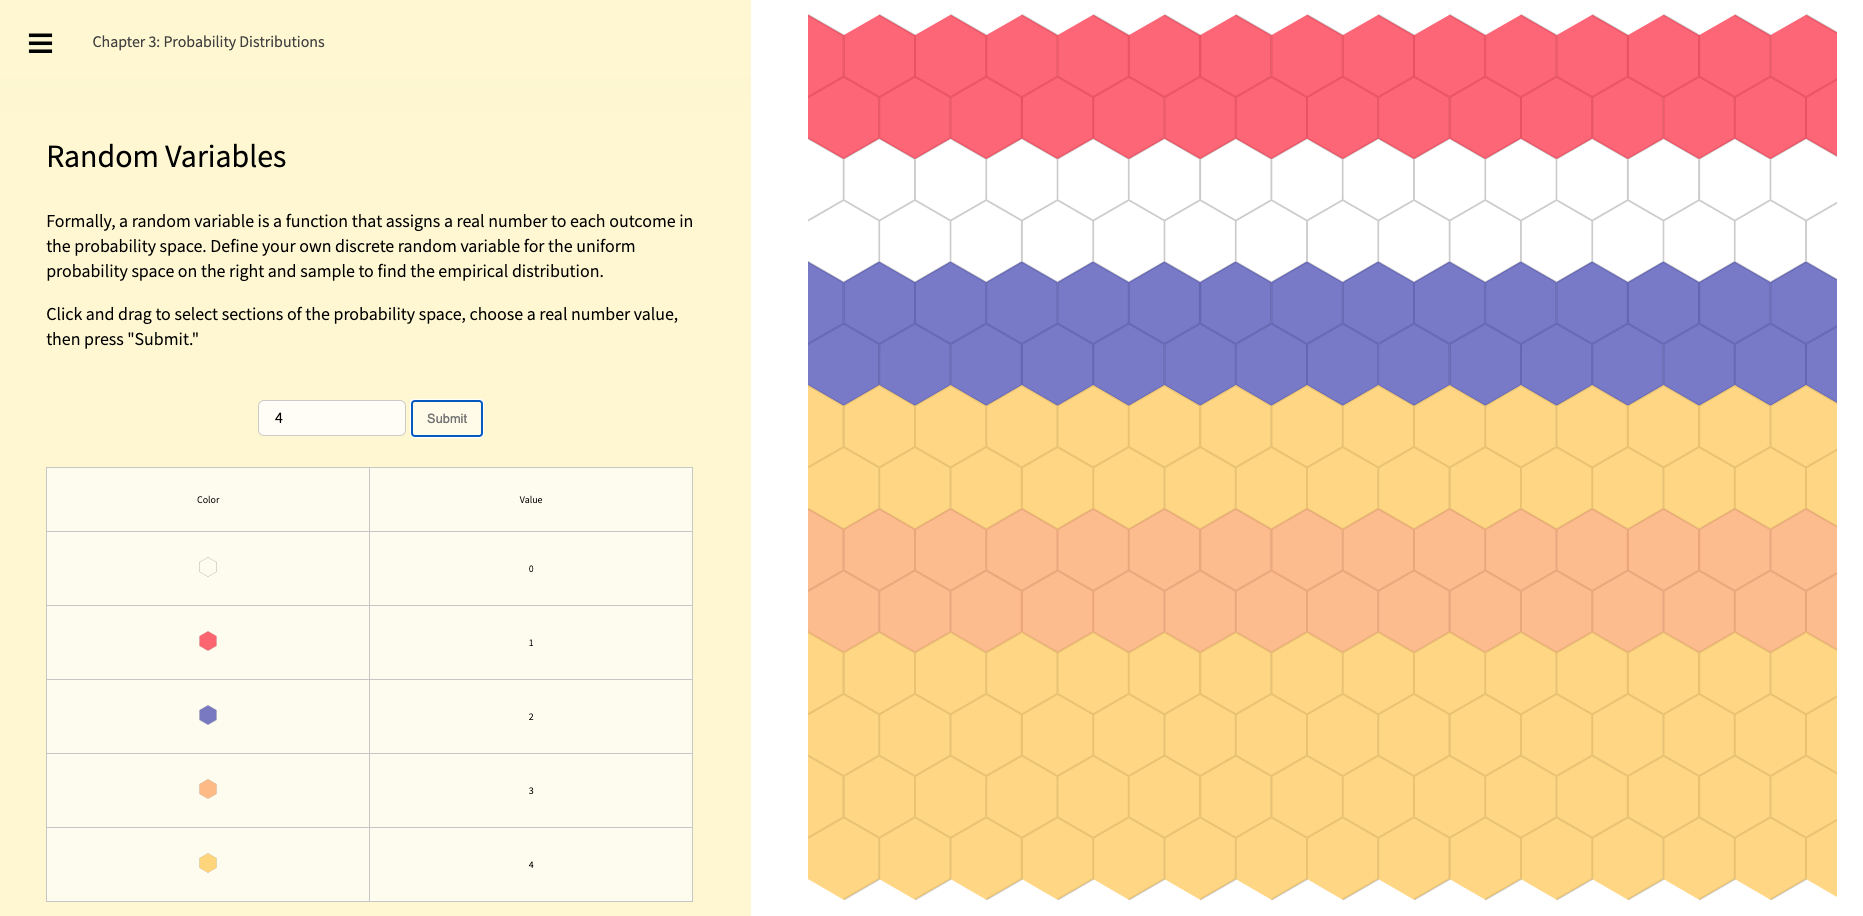 Chapter 3: Probability Distributions
Random Variables
Formally, a random variable is a function that assigns a real number to each outcome in
the probability space. Define your own discrete random variable for the uniform
probability space on the right and sample to find the empirical distribution.
Click and drag to select sections of the probability space, choose a real number value,
then press "Submit."
4 Submit
Color Value
0
1
2
3
4